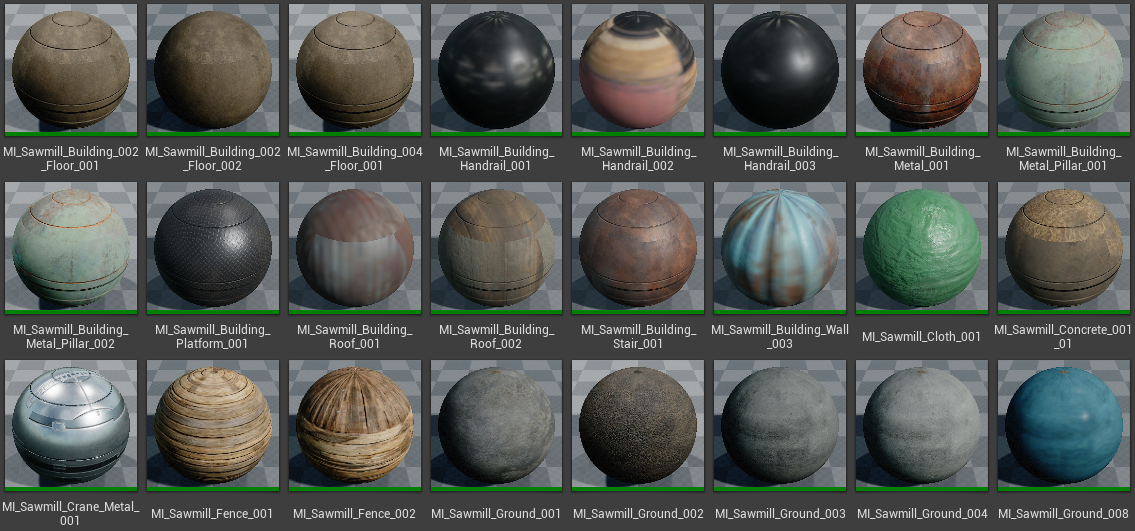 MI_Sawmill_Building_002
_Floor_001
MI_Sawmill_Building_002
_Floor_002
MI_Sawmill_Building_004
_Floor_001
MI_Sawmill_Building_
Handrail_001
MI_Sawmill_Building_
Handrail_002
MI_Sawmill_Building_
Handrail_003
MI_Sawmill_Building_
Metal_001
MI_Sawmill_Building_
Metal_Pillar_001
MI_Sawmill_Building_
Metal_Pillar_002
MI_Sawmill_Building_
Platform_001
MI_Sawmill_Building_
Roof_001
MI_Sawmill_Building_
Roof_002
MI_Sawmill_Building_
Stair_001
MI_Sawmill_Building_Wall
_003
MI_Sawmill_Cloth_001
MI_Sawmill_Concrete_001
_01
MI_Sawmill_Crane_Metal_
001
MI_Sawmill_Fence_001
MI_Sawmill_Fence_002
MI_Sawmill_Ground_001
MI_Sawmill_Ground_002
MI_Sawmill_Ground_003
MI_Sawmill_Ground_004
MI_Sawmill_Ground_008